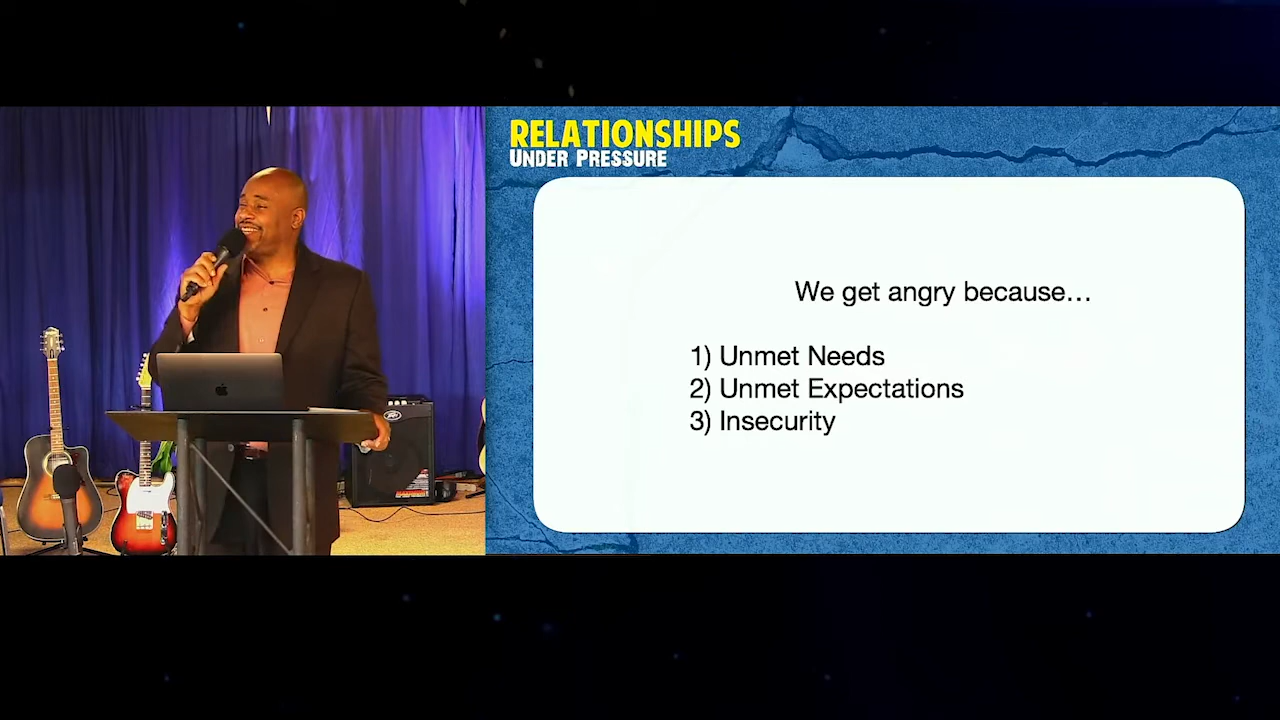 RELATIONSHIPS
UNDER PRESSURE
We get angry because…
1) Unmet Needs
2) Unmet Expectations
3) Insecurity